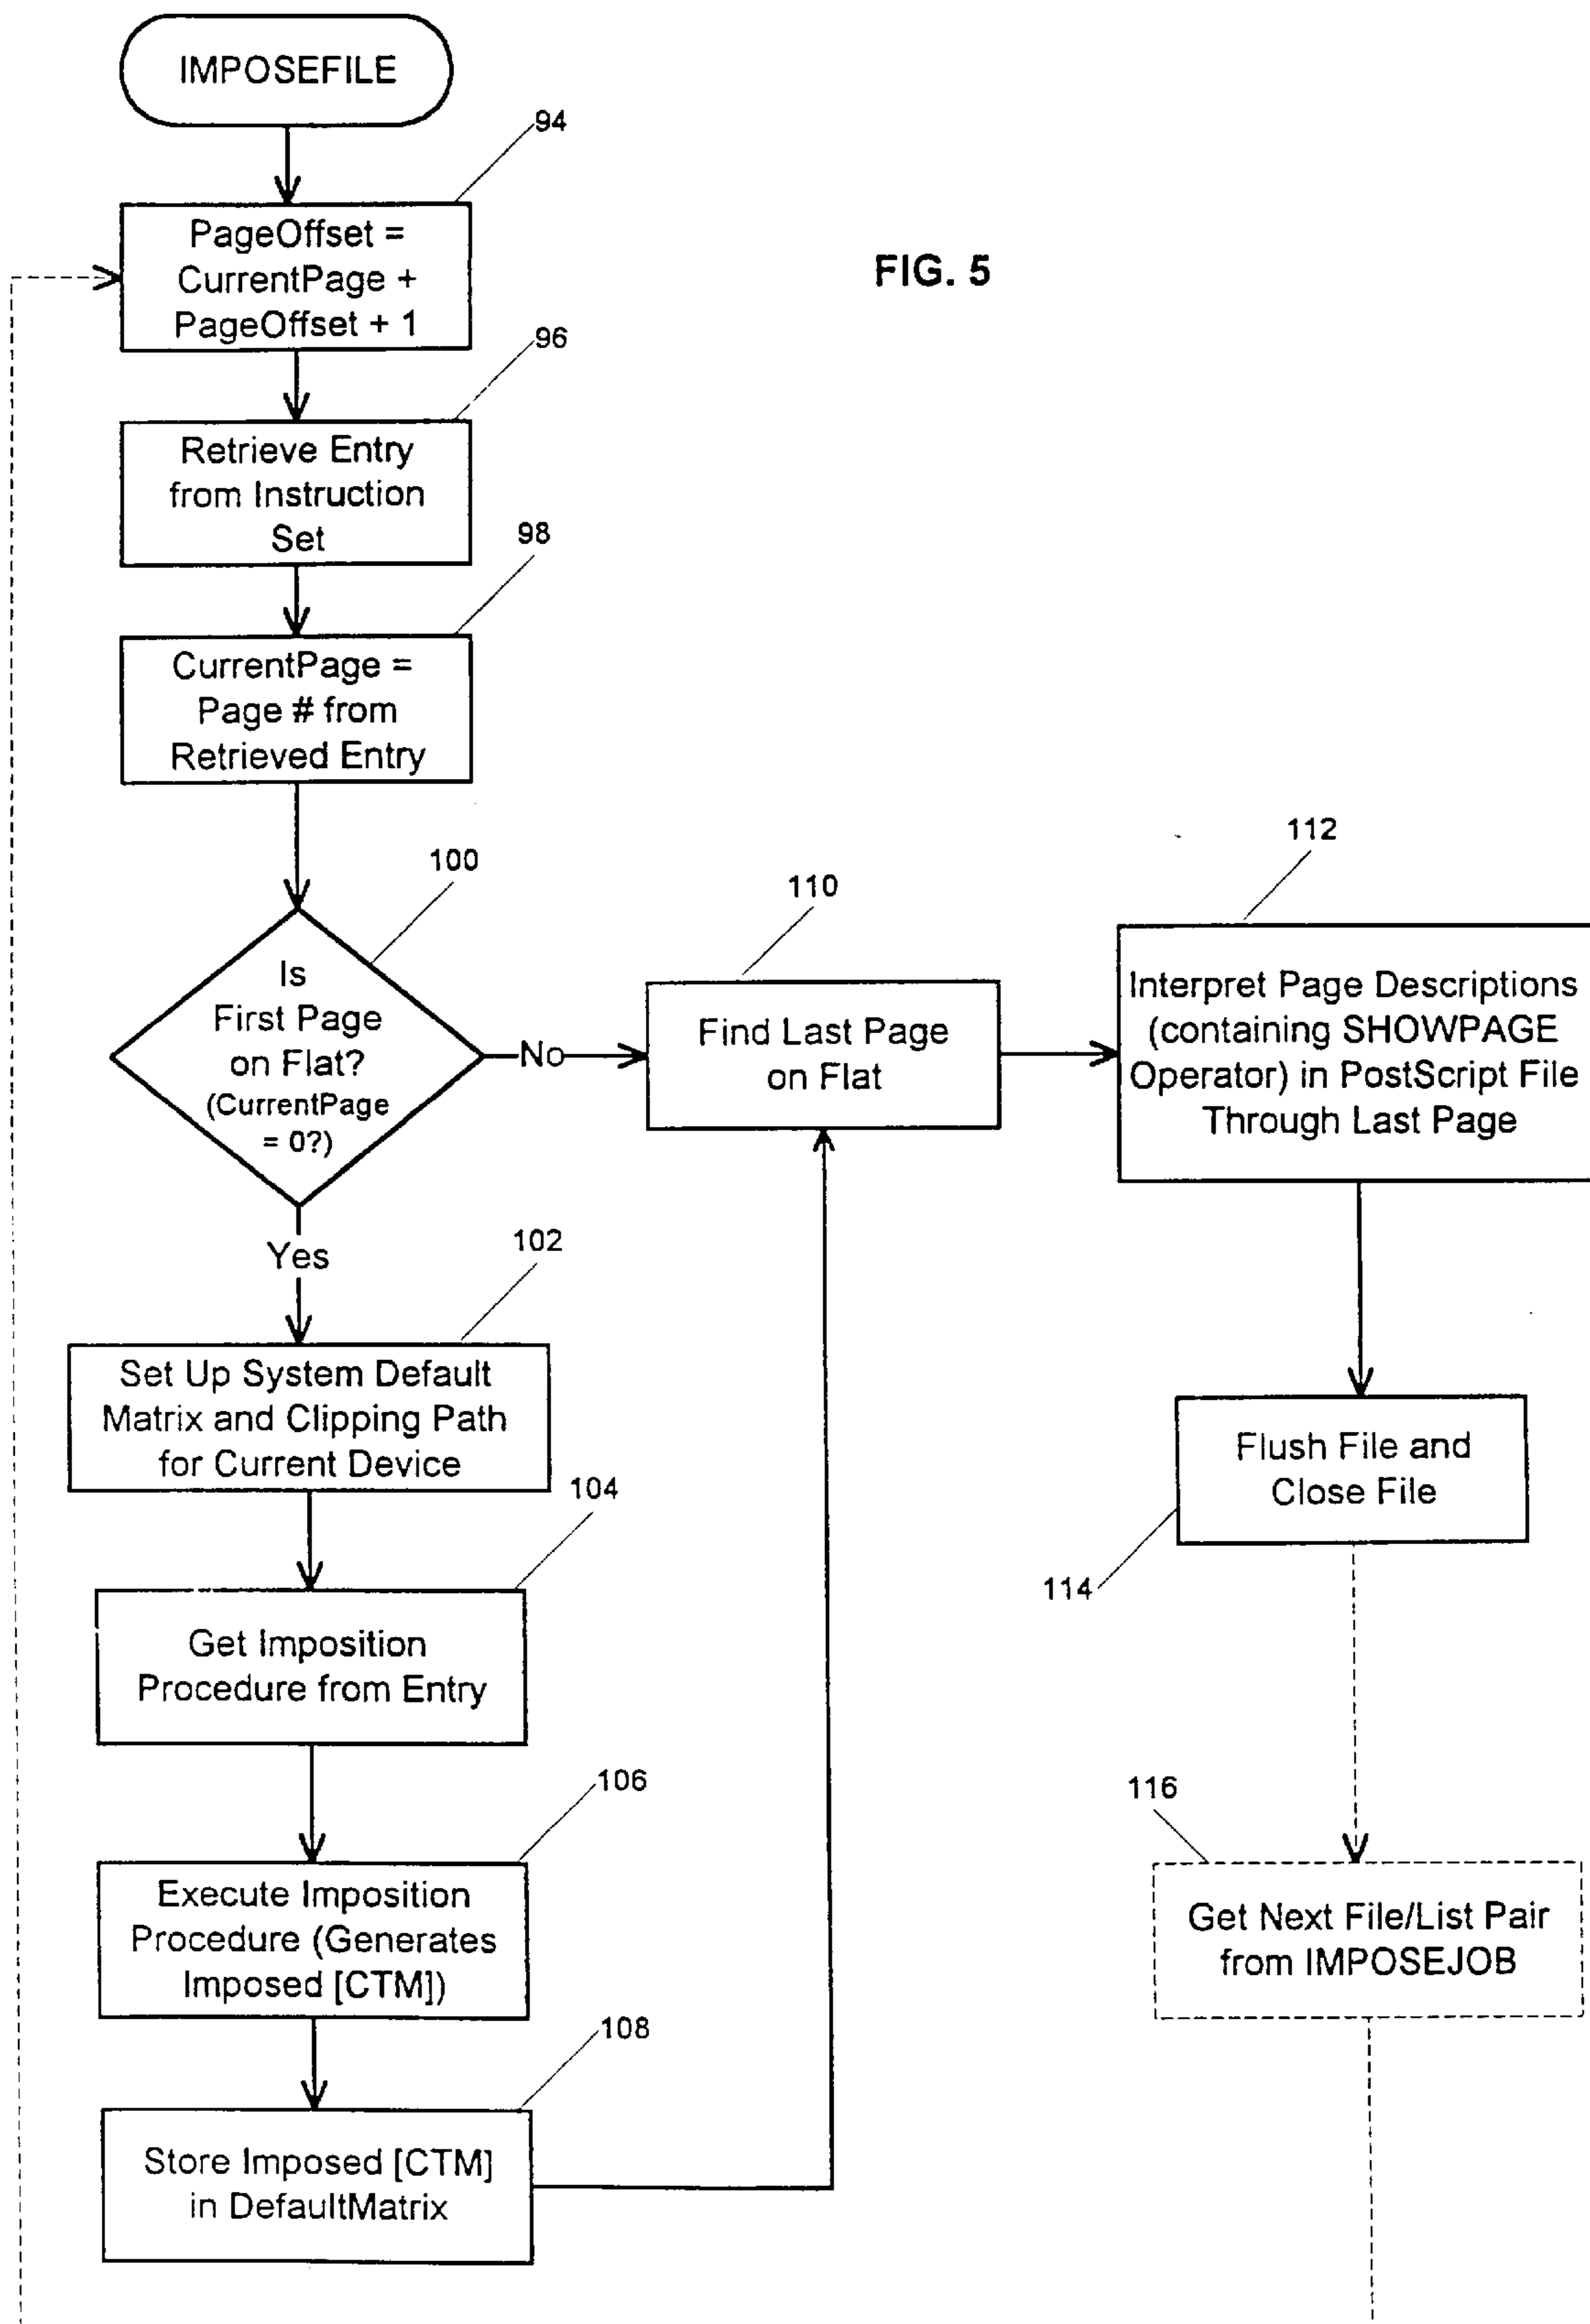 IMPOSEFILE
94
PageOffset =
CurrentPage +
PageOffset + 1
FIG. 5
96
Retrieve Entry
from Instruction
Set
98
CurrentPage =
Page # from
Retrieved Entry
100
Is
First Page
on Flat?
(CurrentPage
= 0?)
No
Yes
110
Find Last Page
on Flat
112
Interpret Page Descriptions
(containing SHOWPAGE
Operator) in PostScript File
Through Last Page
102
Set Up System Default
Matrix and Clipping Path
for Current Device
104
Get Imposition
Procedure from Entry
106
Execute Imposition
Procedure (Generates
Imposed [CTM])
108
Store Imposed [CTM]
in DefaultMatrix
Flush File and
Close File
114
116
Get Next File/List Pair
from IMPOSEJOB